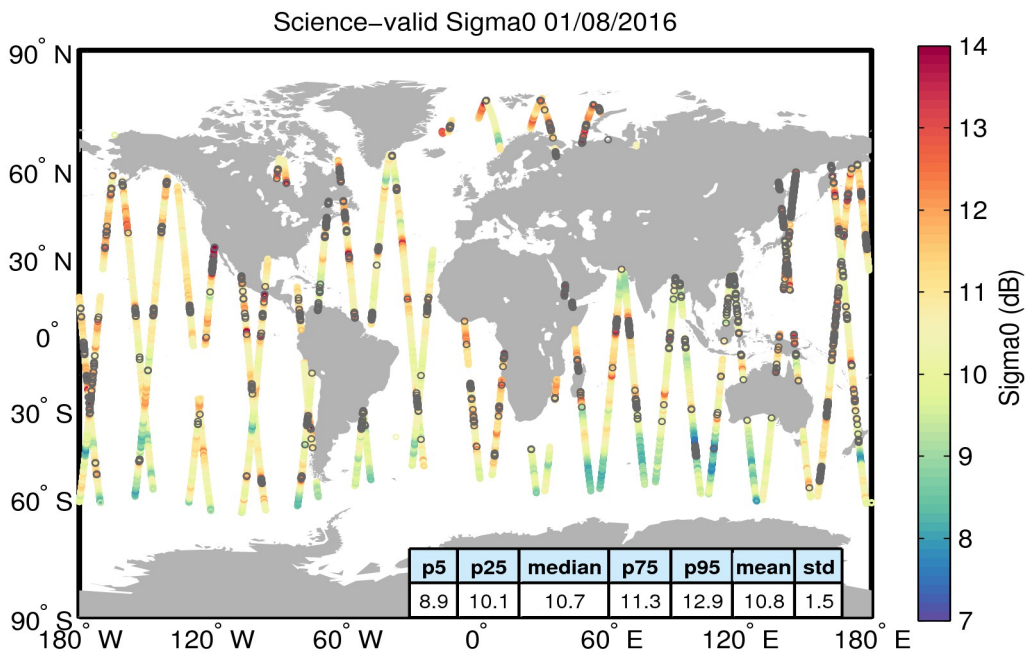 Science−valid Sigma0 01/08/2016
90° N
60° N
30° N
0°
30° S
60° S
90° S
180° W
120° W
60° W
0°
60° E
120° E
180° E
p5 p25 median p75 p95 mean std
8.9 10.1 10.7 11.3 12.9 10.8 1.5
14
13
12
11
10
9
8
7
Sigma0 (dB)